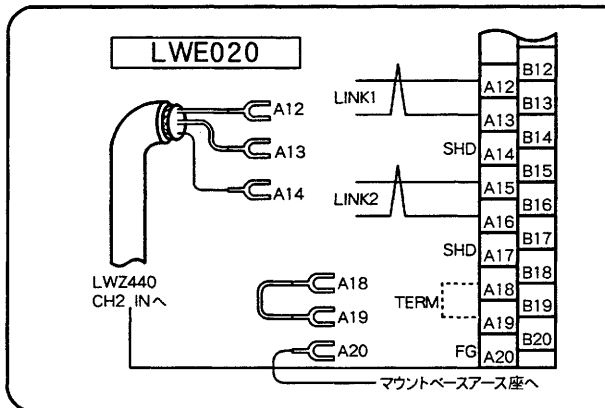 LWE020
A12
A13
A14
LWZ440
CH2 INへ
A18
A19
A20
マウントベースアース座へ
LINK1
SHD
LINK2
SHD
TERM
FG
A12
A13
A14
A15
A16
A17
A18
A19
A20
B12
B13
B14
B15
B16
B17
B18
B19
B20